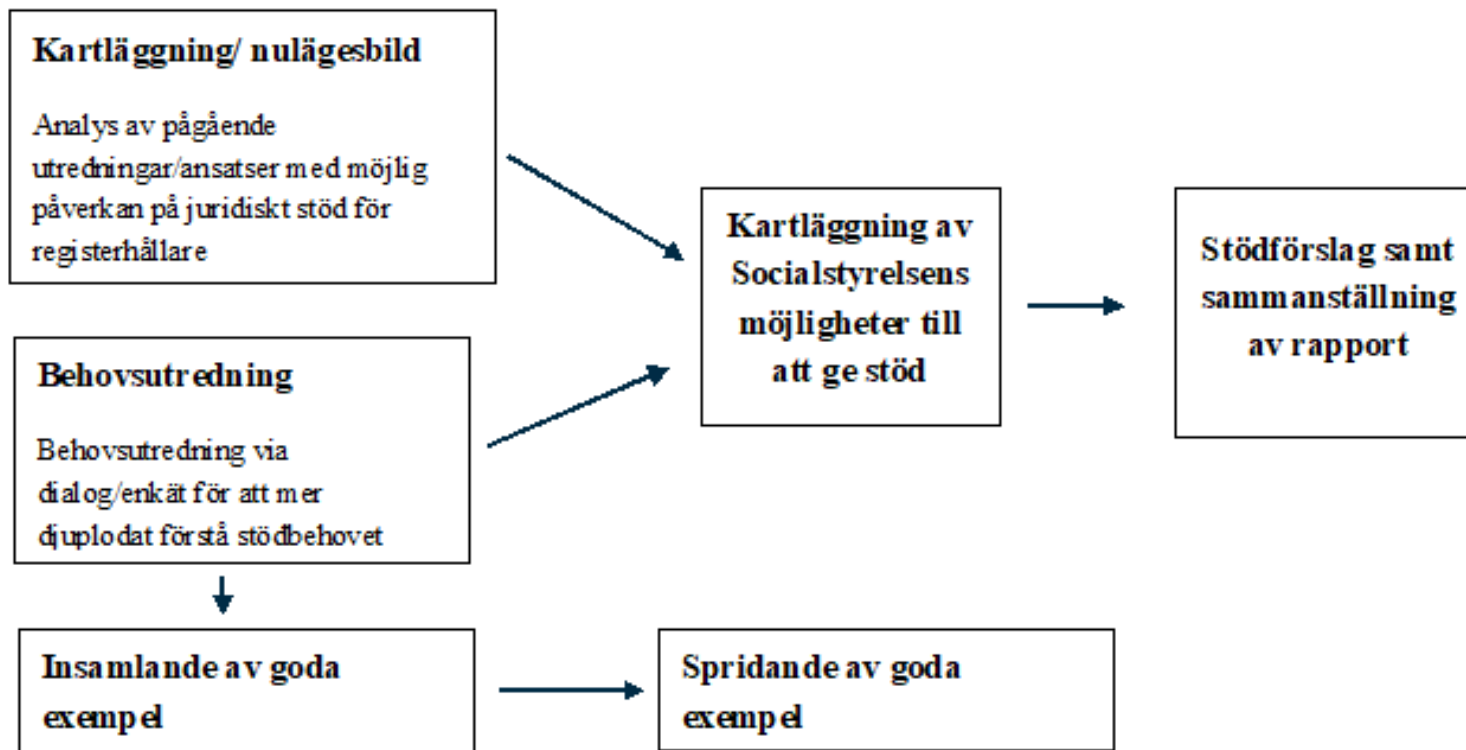 Kartläggning/ nulägesbild
Analys av pågående
utredningar/ansatser med möjlig
påverkan på juridiskt stöd för
registerhållare
Behovsutredning
Behovsutredning via
dialog/enkät för att mer
djuplodat förstå stödbehovet
Kartläggning av
Socialstyrelsens
möjligheter till
att ge stöd
Stödförslag samt
sammanställning
av rapport
Insamlande av goda
exempel
Spridande av goda
exempel